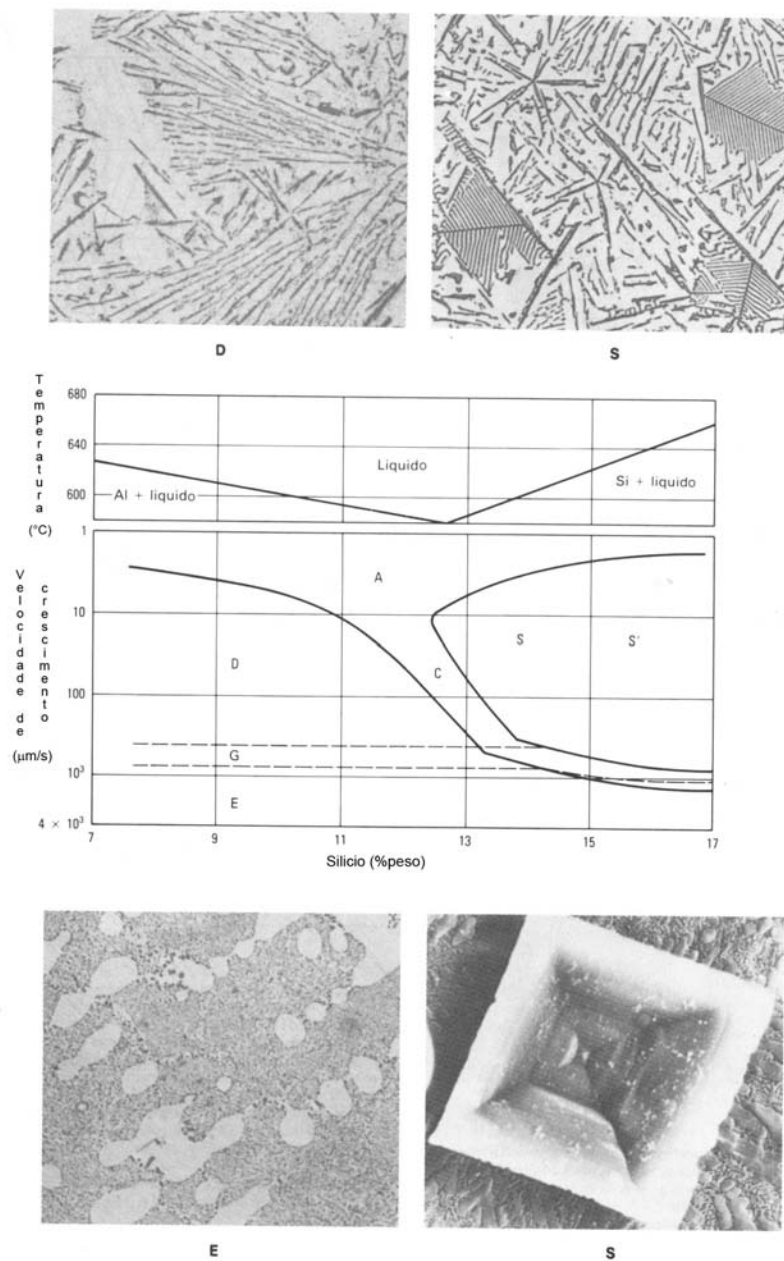 D
S
Temperatura
(°C)
680
640
600
Liquido
Al + liquido
Si + liquido
Velocidade de
crescimento
(μm/s)
1
10
100
10³
4 × 10³
A
S
S'
D
C
G
E
7
9
11
13
15
17
Silicio (%peso)
E
S